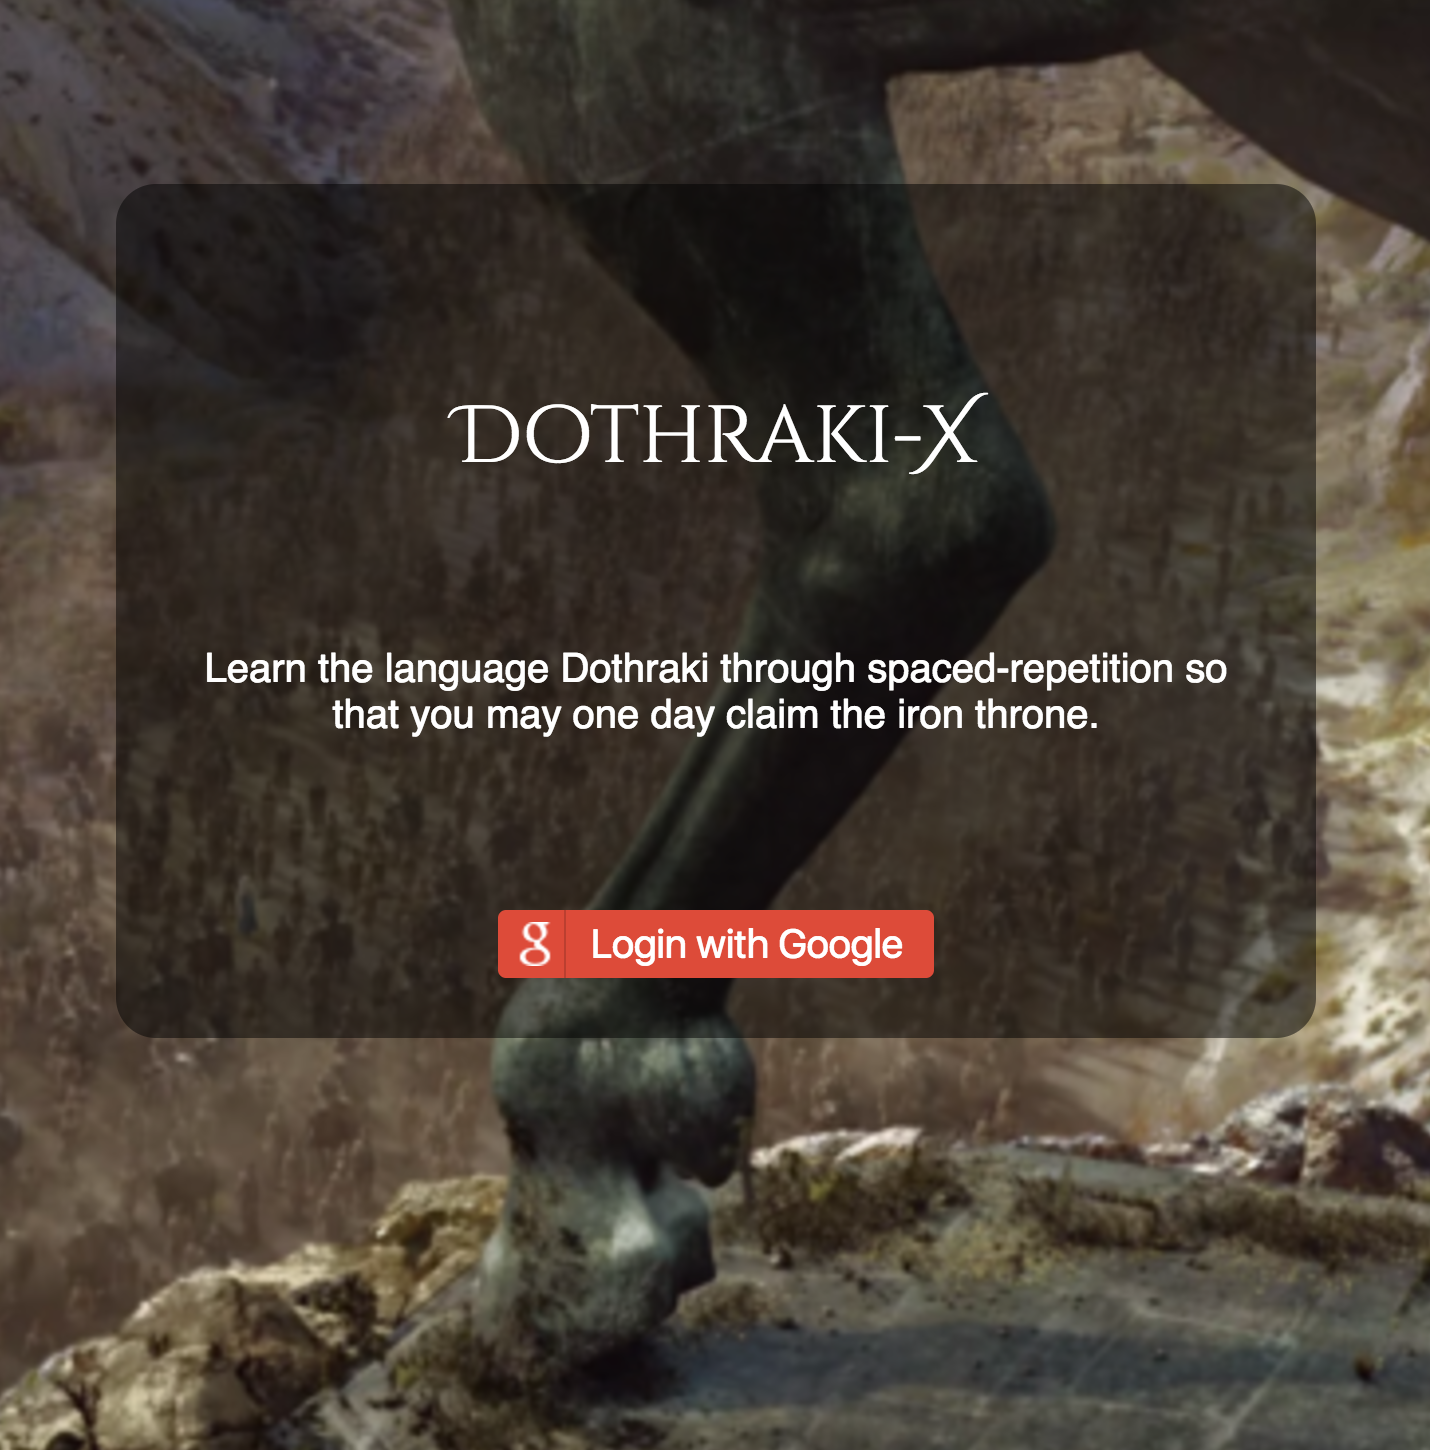 DOTHRAKI-X
Learn the language Dothraki through spaced-repetition so
that you may one day claim the iron throne.
g Login with Google